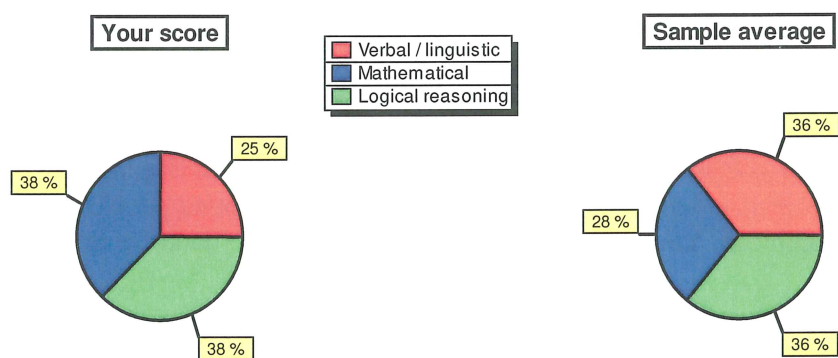 Your score
Verbal / linguistic
Mathematical
Logical reasoning
Sample average
25 %
38 %
38 %
36 %
28 %
36 %